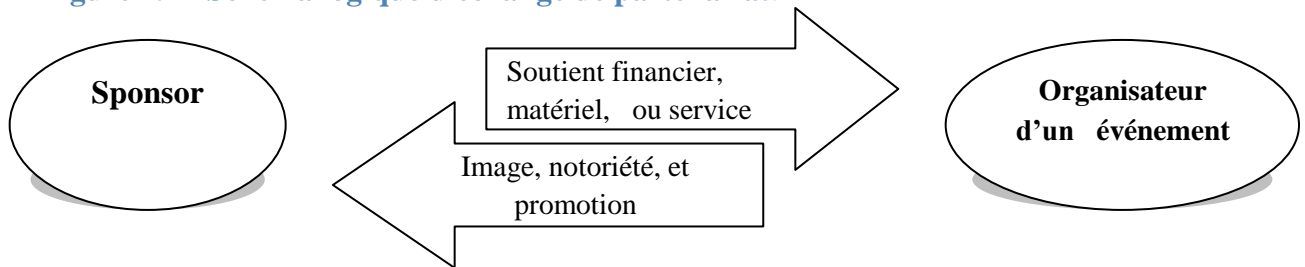 Sponsor
Soutient financier,
matériel, ou service
Image, notoriété, et
promotion
Organisateur
d'un événement